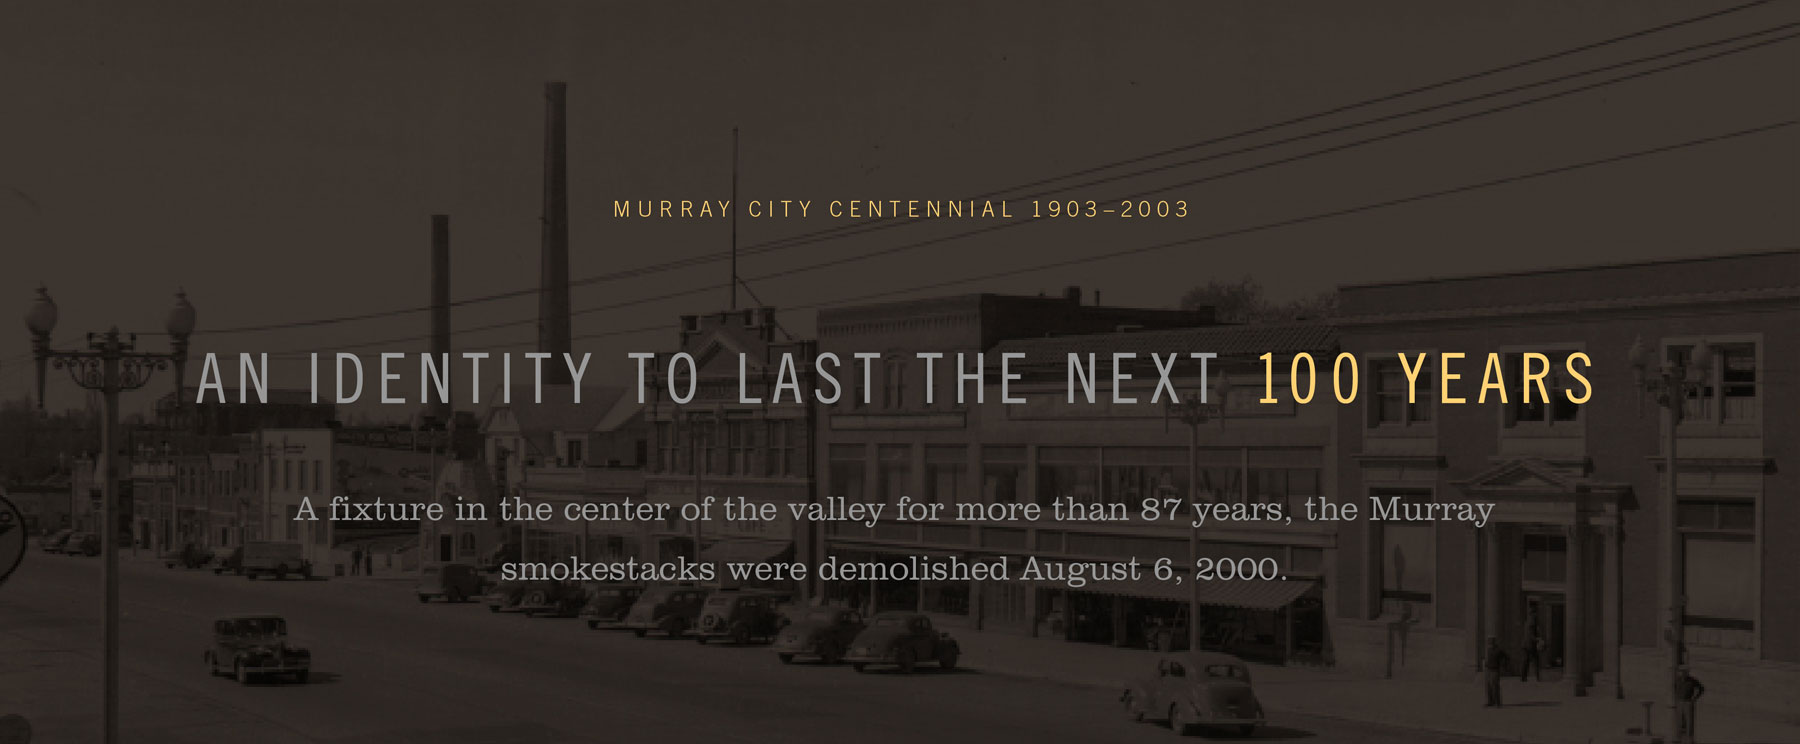 MURRAY CITY CENTENNIAL 1903–2003
AN IDENTITY TO LAST THE NEXT 100 YEARS
A fixture in the center of the valley for more than 87 years, the Murray
smokestacks were demolished August 6, 2000.